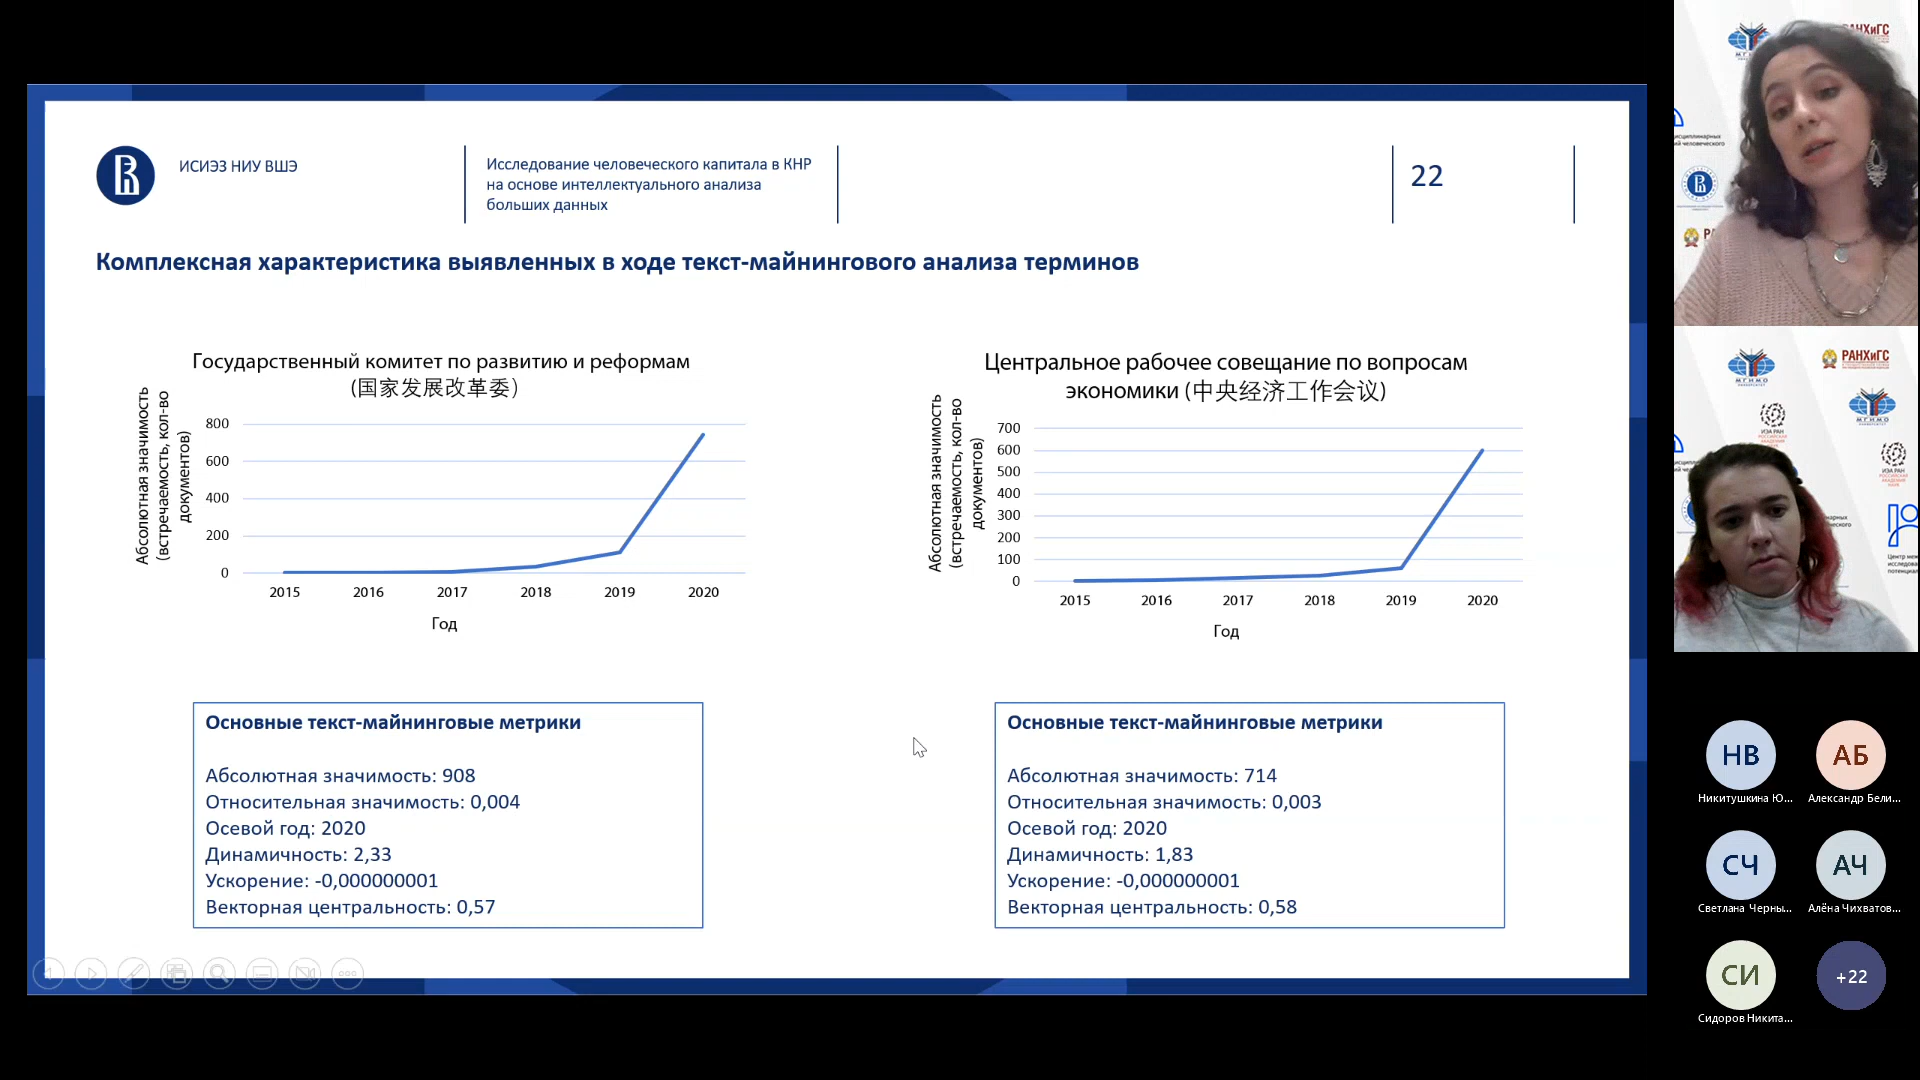 ИСИЭЗ НИУ ВШЭ
Исследование человеческого капитала в КНР
на основе интеллектуального анализа
больших данных
22
Комплексная характеристика выявленных в ходе текст-майнингового анализа терминов
Государственный комитет по развитию и реформам
(国家发展改革委)
Абсолютная значимость
(встречаемость, кол-во
документов)
800
600
400
200
0
2015 2016 2017 2018 2019 2020
Год
Центральное рабочее совещание по вопросам
экономики (中央经济工作会议)
Абсолютная значимость
(встречаемость, кол-во
документов)
700
600
500
400
300
200
100
0
2015 2016 2017 2018 2019 2020
Год
Основные текст-майнинговые метрики
Абсолютная значимость: 908
Относительная значимость: 0,004
Осевой год: 2020
Динамичность: 2,33
Ускорение: -0,000000001
Векторная центральность: 0,57
Основные текст-майнинговые метрики
Абсолютная значимость: 714
Относительная значимость: 0,003
Осевой год: 2020
Динамичность: 1,83
Ускорение: -0,000000001
Векторная центральность: 0,58
РАНХиГС
МГИМО
УНИВЕРСИТЕТ
ИЭА РАН
НВ
Никитушкина Ю...
АБ
Александр Бели...
СЧ
Светлана Черны...
АЧ
Алёна Чихватов...
СИ
Сидоров Никита...
+22